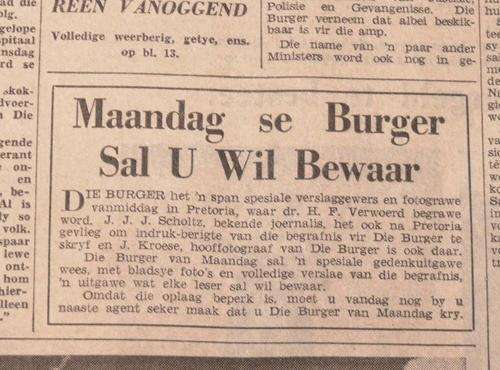 REËN VANOGGEND
Volledige weerberig, getye, ens.
op bl. 13.
Polisie en Gevangenisse. Die
Burger verneem dat albei beskik-
baar is vir die amp.
Die name van 'n paar ander
Ministers word ook nog in ge-
Maandag se Burger
Sal U Wil Bewaar
DIE BURGER het 'n span spesiale verslaggewers en fotograwe
vanmiddag in Pretoria, waar dr. H. F. Verwoerd begrawe
word. J. J. J. Scholtz, bekende joernalis, het ook na Pretoria
gevlieg om indruk-berigte van die begrafnis vir Die Burger te
skryf en J. Kroese, hooffotograaf van Die Burger is ook daar.
Die Burger van Maandag sal 'n spesiale gedenkuitgawe
wees, met bladsye foto's en volledige verslae van die begrafnis,
'n uitgawe wat elke leser sal wil bewaar.
Omdat die oplaag beperk is, moet u vandag nog by u
naaste agent seker maak dat u Die Burger van Maandag kry.